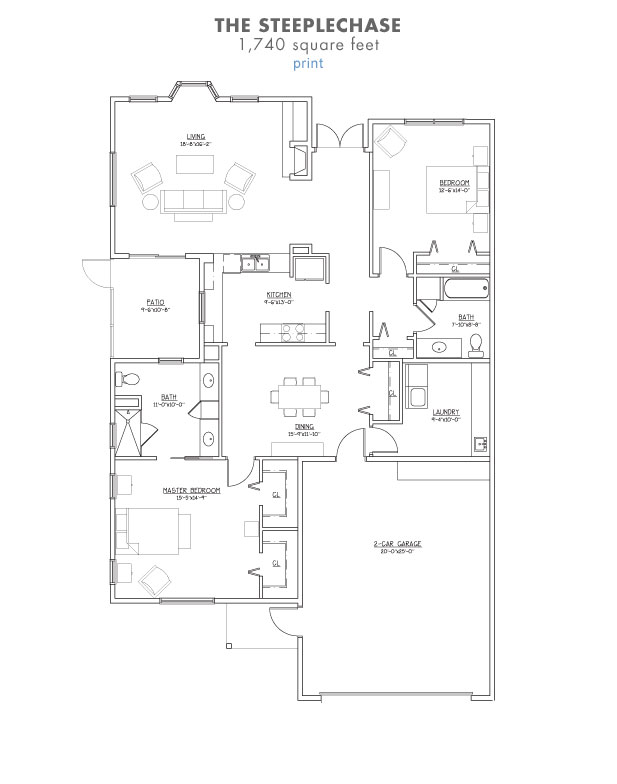 THE STEEPLECHASE
1,740 square feet
print
LIVING
18'-8"x16'-2"
BEDROOM
12'-6"x14'-0"
CL
PATIO
9'-6"x10'-8"
KITCHEN
9'-6"x13'-0"
BATH
7'-10"x8'-8"
CL
BATH
11'-0"x10'-0"
CL
LAUNDRY
9'-4"x10'-0"
DINING
15'-9"x11'-10"
MASTER BEDROOM
15'-5"x14'-9"
CL
2-CAR GARAGE
20'-0"x25'-0"
CL